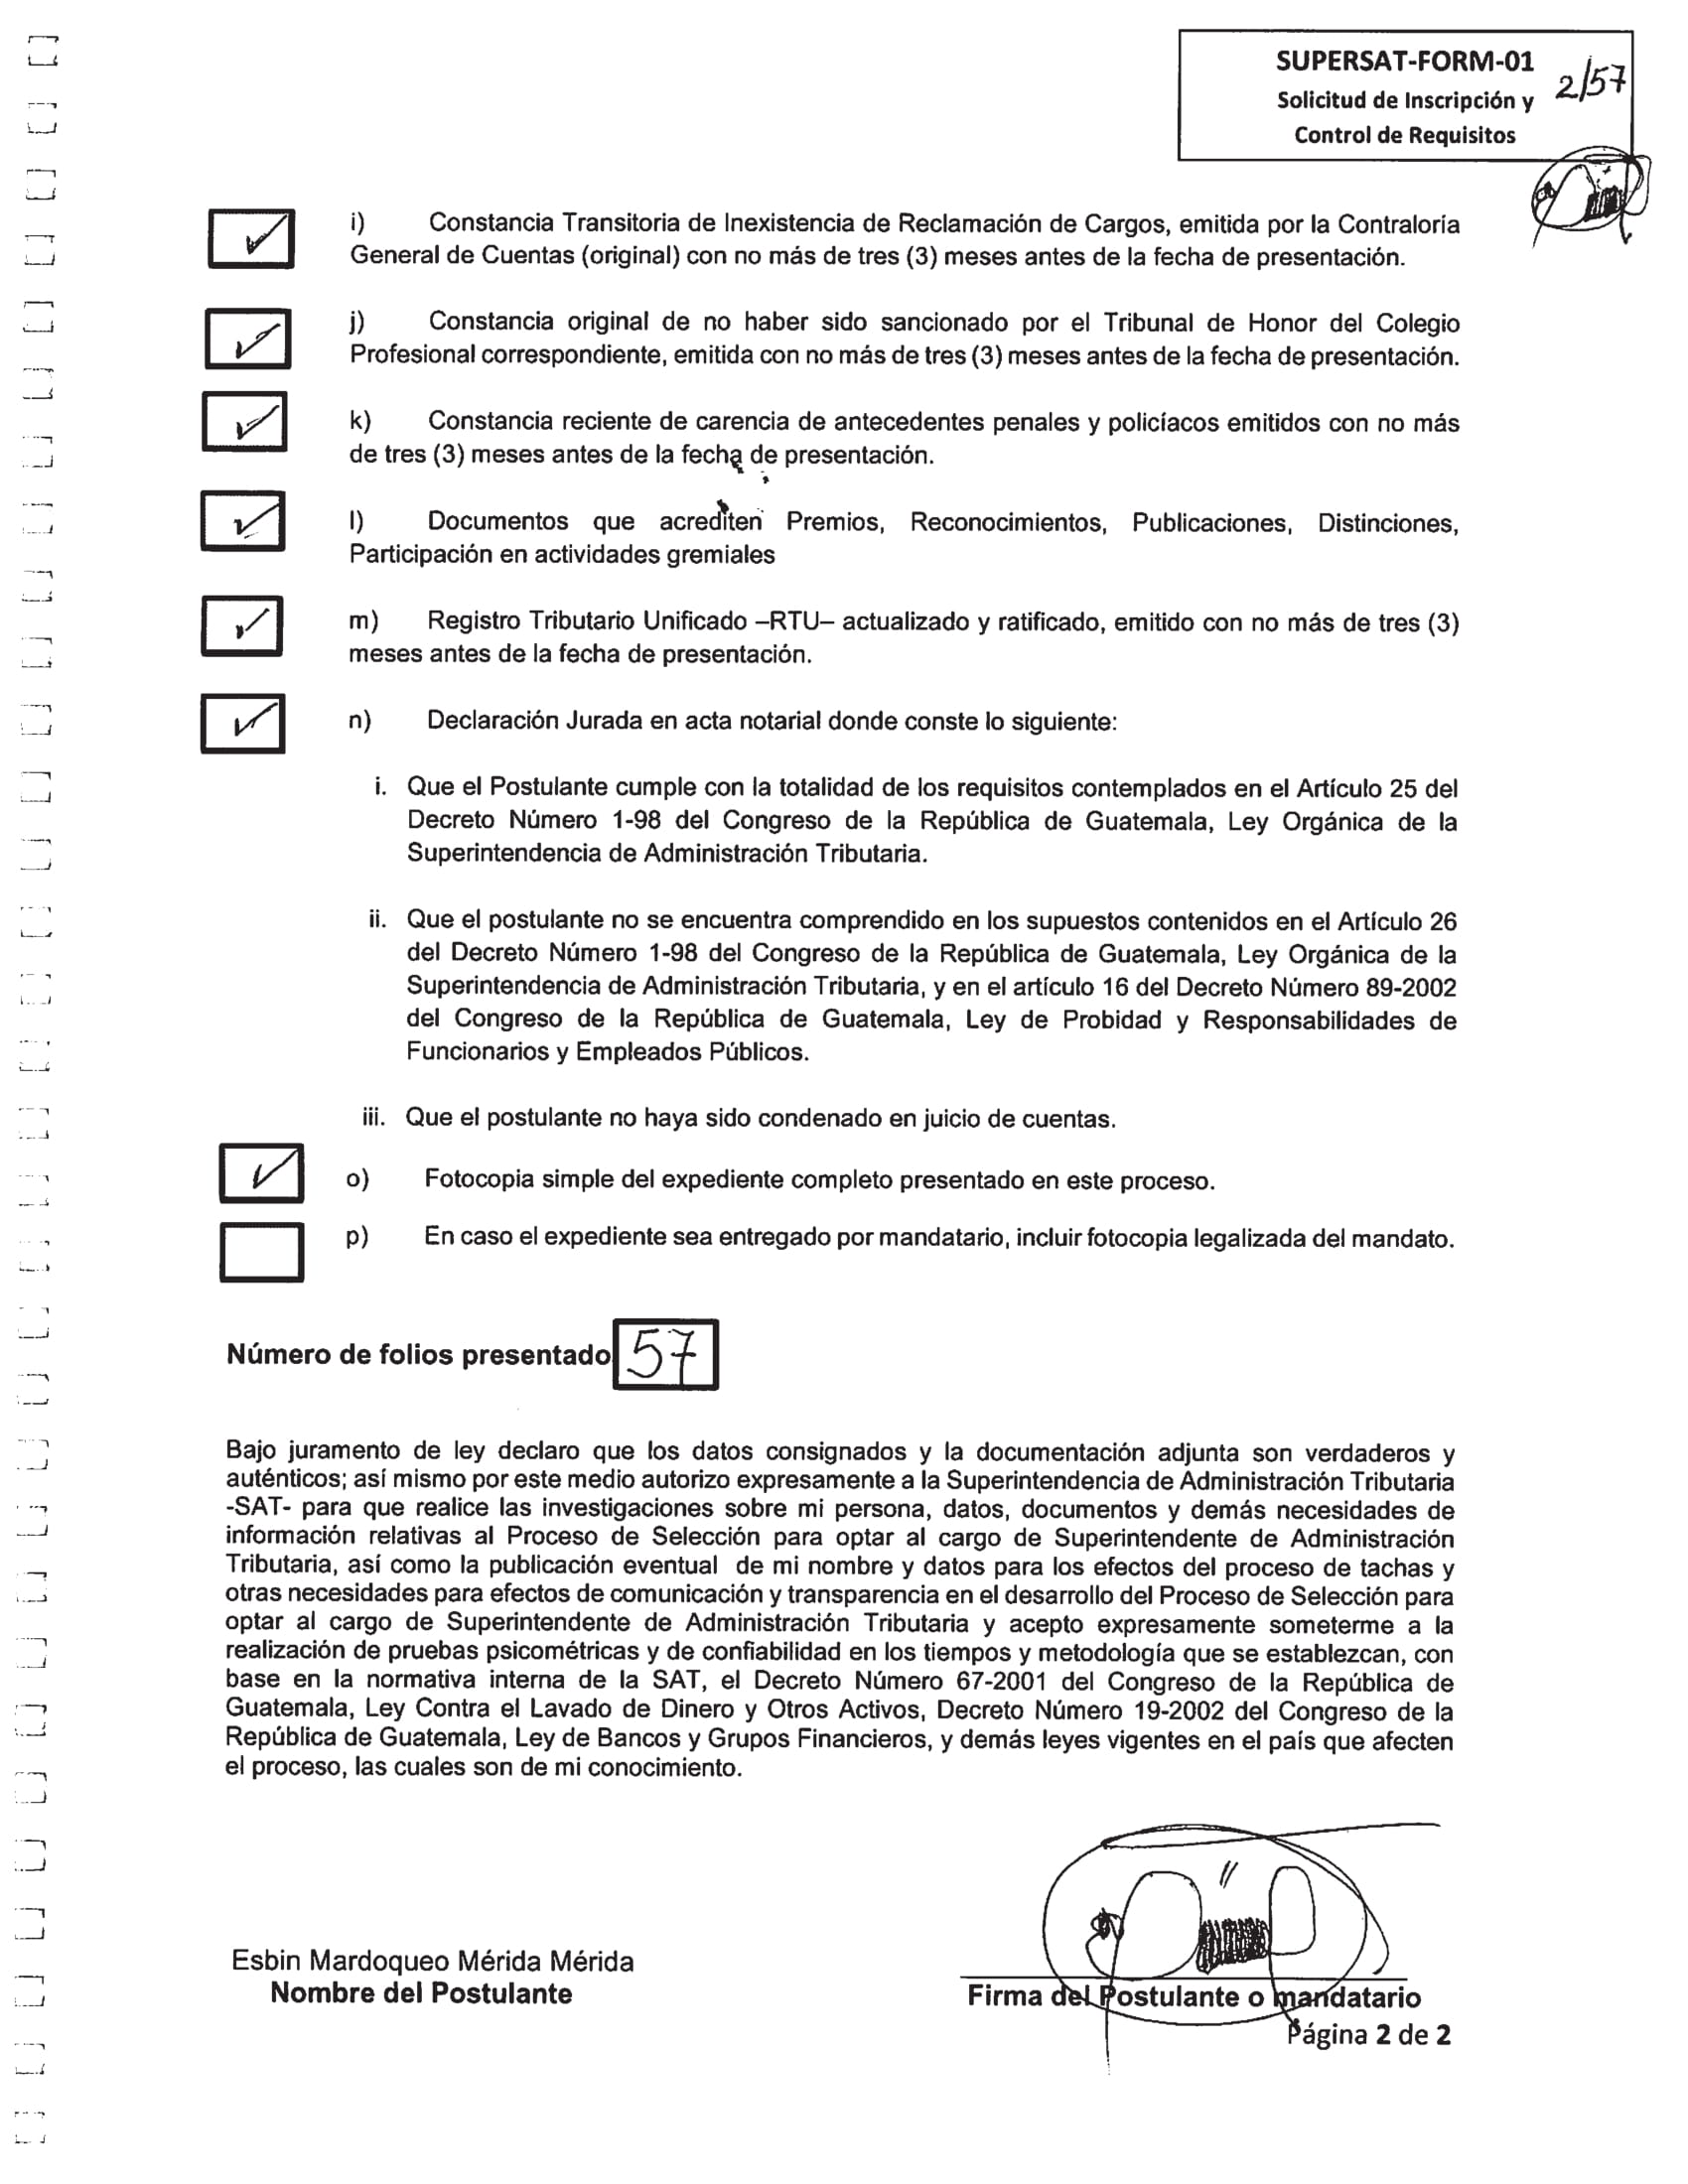 SUPERSAT-FORM-01
2/57
Solicitud de Inscripción y
Control de Requisitos
i) Constancia Transitoria de Inexistencia de Reclamación de Cargos, emitida por la Contraloría
General de Cuentas (original) con no más de tres (3) meses antes de la fecha de presentación.
j) Constancia original de no haber sido sancionado por el Tribunal de Honor del Colegio
Profesional correspondiente, emitida con no más de tres (3) meses antes de la fecha de presentación.
k) Constancia reciente de carencia de antecedentes penales y policíacos emitidos con no más
de tres (3) meses antes de la fecha de presentación.
l) Documentos que acrediten Premios, Reconocimientos, Publicaciones, Distinciones,
Participación en actividades gremiales
m) Registro Tributario Unificado –RTU– actualizado y ratificado, emitido con no más de tres (3)
meses antes de la fecha de presentación.
n) Declaración Jurada en acta notarial donde conste lo siguiente:
i. Que el Postulante cumple con la totalidad de los requisitos contemplados en el Artículo 25 del
Decreto Número 1-98 del Congreso de la República de Guatemala, Ley Orgánica de la
Superintendencia de Administración Tributaria.
ii. Que el postulante no se encuentra comprendido en los supuestos contenidos en el Artículo 26
del Decreto Número 1-98 del Congreso de la República de Guatemala, Ley Orgánica de la
Superintendencia de Administración Tributaria, y en el artículo 16 del Decreto Número 89-2002
del Congreso de la República de Guatemala, Ley de Probidad y Responsabilidades de
Funcionarios y Empleados Públicos.
iii. Que el postulante no haya sido condenado en juicio de cuentas.
o) Fotocopia simple del expediente completo presentado en este proceso.
p) En caso el expediente sea entregado por mandatario, incluir fotocopia legalizada del mandato.
Número de folios presentado 57
Bajo juramento de ley declaro que los datos consignados y la documentación adjunta son verdaderos y
auténticos; así mismo por este medio autorizo expresamente a la Superintendencia de Administración Tributaria
-SAT- para que realice las investigaciones sobre mi persona, datos, documentos y demás necesidades de
información relativas al Proceso de Selección para optar al cargo de Superintendente de Administración
Tributaria, así como la publicación eventual de mi nombre y datos para los efectos del proceso de tachas y
otras necesidades para efectos de comunicación y transparencia en el desarrollo del Proceso de Selección para
optar al cargo de Superintendente de Administración Tributaria y acepto expresamente someterme a la
realización de pruebas psicométricas y de confiabilidad en los tiempos y metodología que se establezcan, con
base en la normativa interna de la SAT, el Decreto Número 67-2001 del Congreso de la República de
Guatemala, Ley Contra el Lavado de Dinero y Otros Activos, Decreto Número 19-2002 del Congreso de la
República de Guatemala, Ley de Bancos y Grupos Financieros, y demás leyes vigentes en el país que afecten
el proceso, las cuales son de mi conocimiento.
Esbin Mardoqueo Mérida Mérida
Nombre del Postulante
Firma del Postulante o mandatario
Página 2 de 2